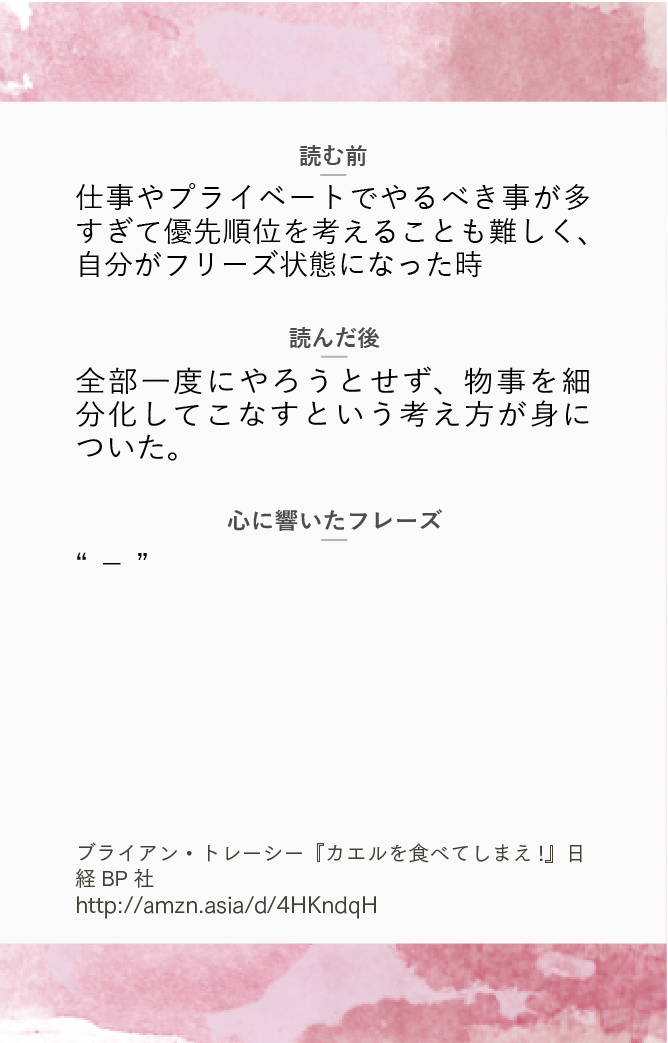 読む前
仕事やプライベートでやるべき事が多
すぎて優先順位を考えることも難しく、
自分がフリーズ状態になった時
読んだ後
全部一度にやろうとせず、物事を細
分化してこなすという考え方が身に
ついた。
心に響いたフレーズ
“ — ”
ブライアン・トレーシー『カエルを食べてしまえ!』日
経 BP 社
http://amzn.asia/d/4HKndqH